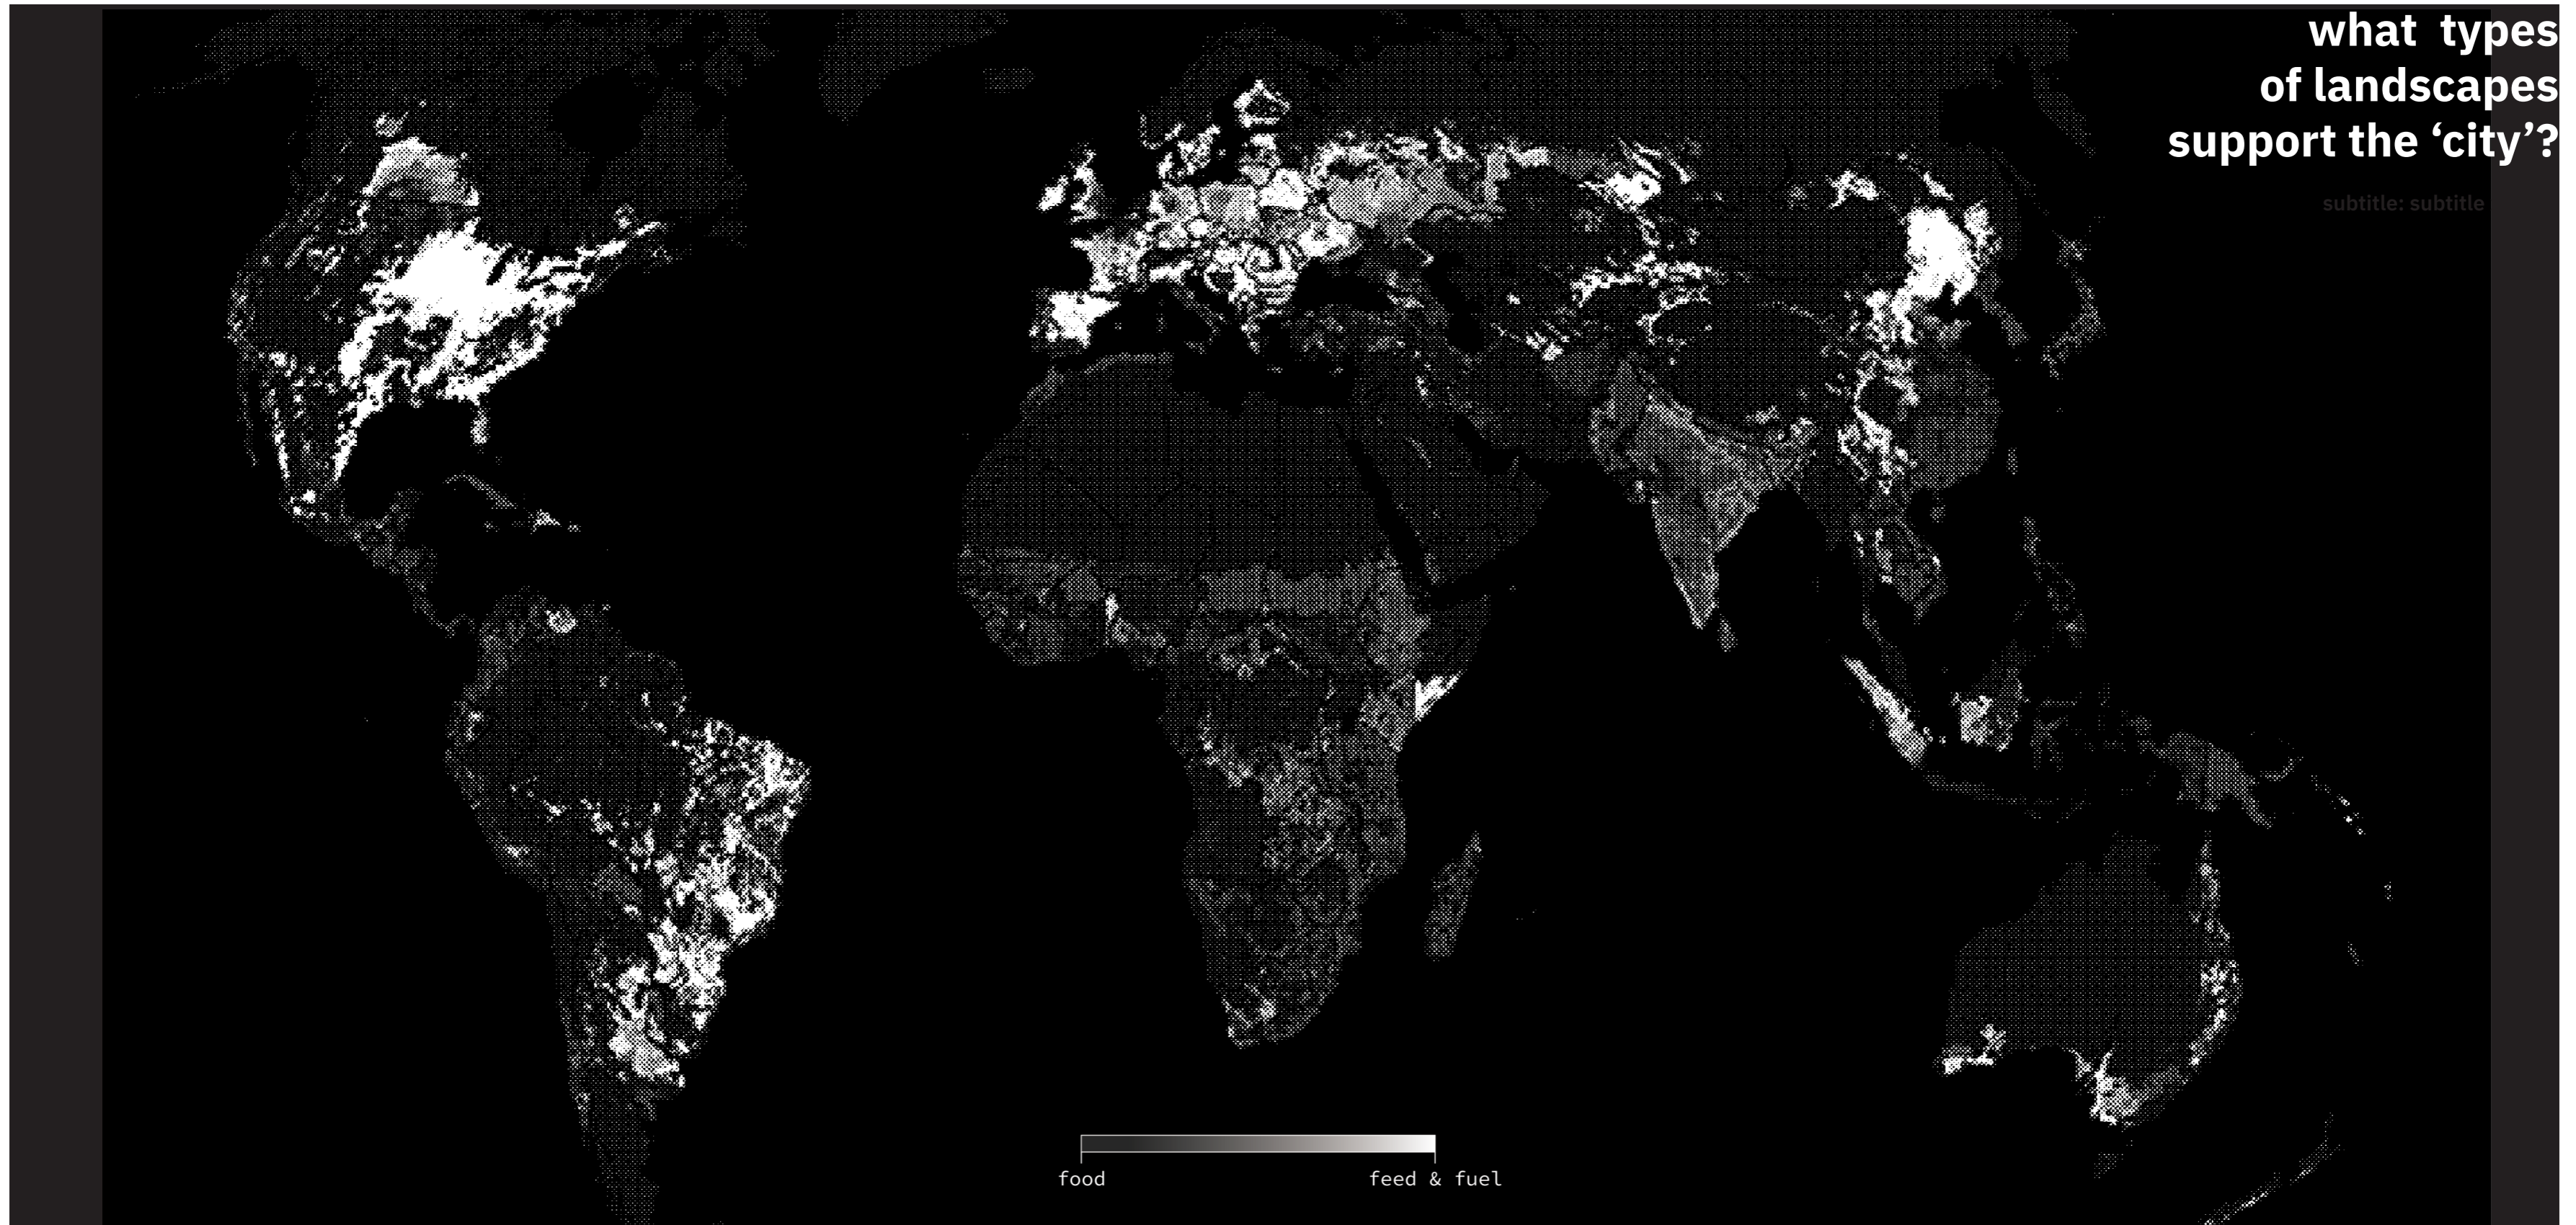 what types
of landscapes
support the ‘city’?
subtitle: subtitle
food
feed & fuel